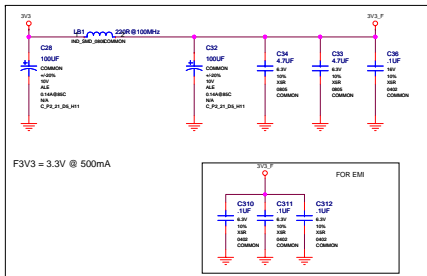 3V3
3V3_F
LB1
220R@100MHz
IND_SMD_0805
COMMON
C28
100UF
COMMON
+/-20%
10V
ALE
0.14A@85C
N/A
C_P2_21_D5_H11
C32
100UF
COMMON
+/-20%
10V
ALE
0.14A@85C
N/A
C_P2_21_D5_H11
C34
4.7UF
6.3V
10%
X5R
0805
COMMON
C33
4.7UF
6.3V
10%
X5R
0805
COMMON
C36
.1UF
16V
10%
X5R
0402
COMMON
F3V3 = 3.3V @ 500mA
3V3_F
FOR EMI
C310
.1UF
6.3V
10%
X5R
0402
COMMON
C311
.1UF
6.3V
10%
X5R
0402
COMMON
C312
.1UF
6.3V
10%
X5R
0402
COMMON